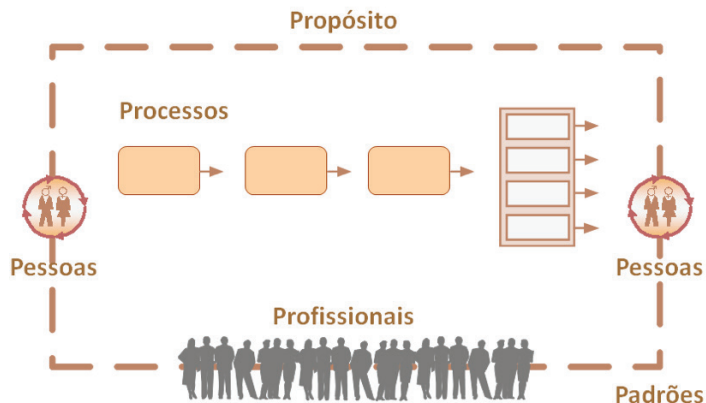 Propósito
Processos
Pessoas
Pessoas
Profissionais
Padrões